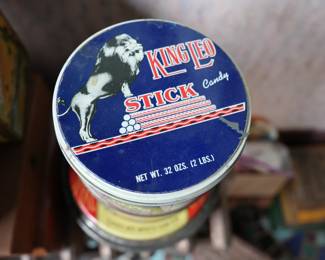 KING LEO
STICK Candy
NET WT. 32 OZS. (2 LBS.)